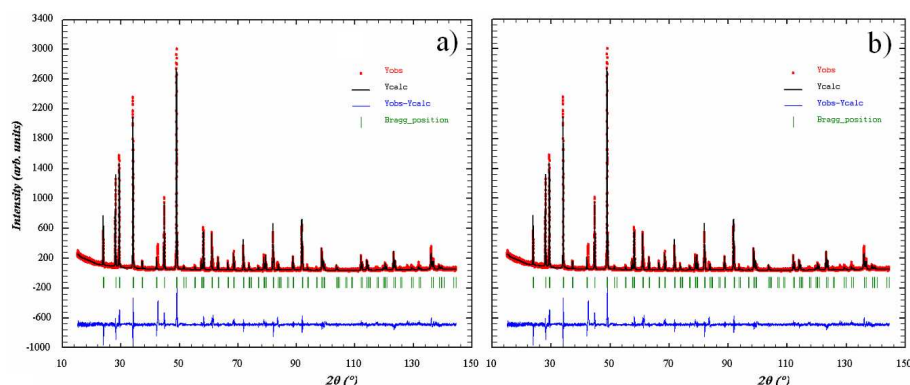 3400
3000
2600
2200
1800
1400
1000
600
200
-200
-600
-1000
Intensity (arb. units)
a)
Yobs
Ycalc
Yobs-Ycalc
Bragg_position
10 30 50 70 90 110 130 150
2θ (°)
b)
Yobs
Ycalc
Yobs-Ycalc
Bragg_position
10 30 50 70 90 110 130 150
2θ (°)